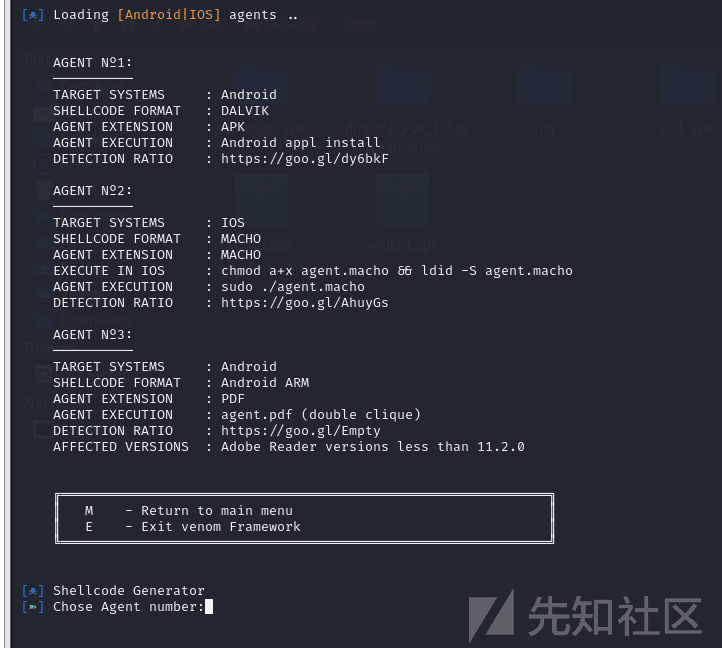 [☠] Loading [Android|IOS] agents ..
AGENT Nº1:
TARGET SYSTEMS     : Android
SHELLCODE FORMAT   : DALVIK
AGENT EXTENSION    : APK
AGENT EXECUTION    : Android appl install
DETECTION RATIO    : https://goo.gl/dy6bkF
AGENT Nº2:
TARGET SYSTEMS     : IOS
SHELLCODE FORMAT   : MACHO
AGENT EXTENSION    : MACHO
EXECUTE IN IOS     : chmod a+x agent.macho && ldid -S agent.macho
AGENT EXECUTION    : sudo ./agent.macho
DETECTION RATIO    : https://goo.gl/AhuyGs
AGENT Nº3:
TARGET SYSTEMS     : Android
SHELLCODE FORMAT   : Android ARM
AGENT EXTENSION    : PDF
AGENT EXECUTION    : agent.pdf (double clique)
DETECTION RATIO    : https://goo.gl/Empty
AFFECTED VERSIONS  : Adobe Reader versions less than 11.2.0
M    - Return to main menu
E    - Exit venom Framework
[☠] Shellcode Generator
[➽] Chose Agent number:
先知社区